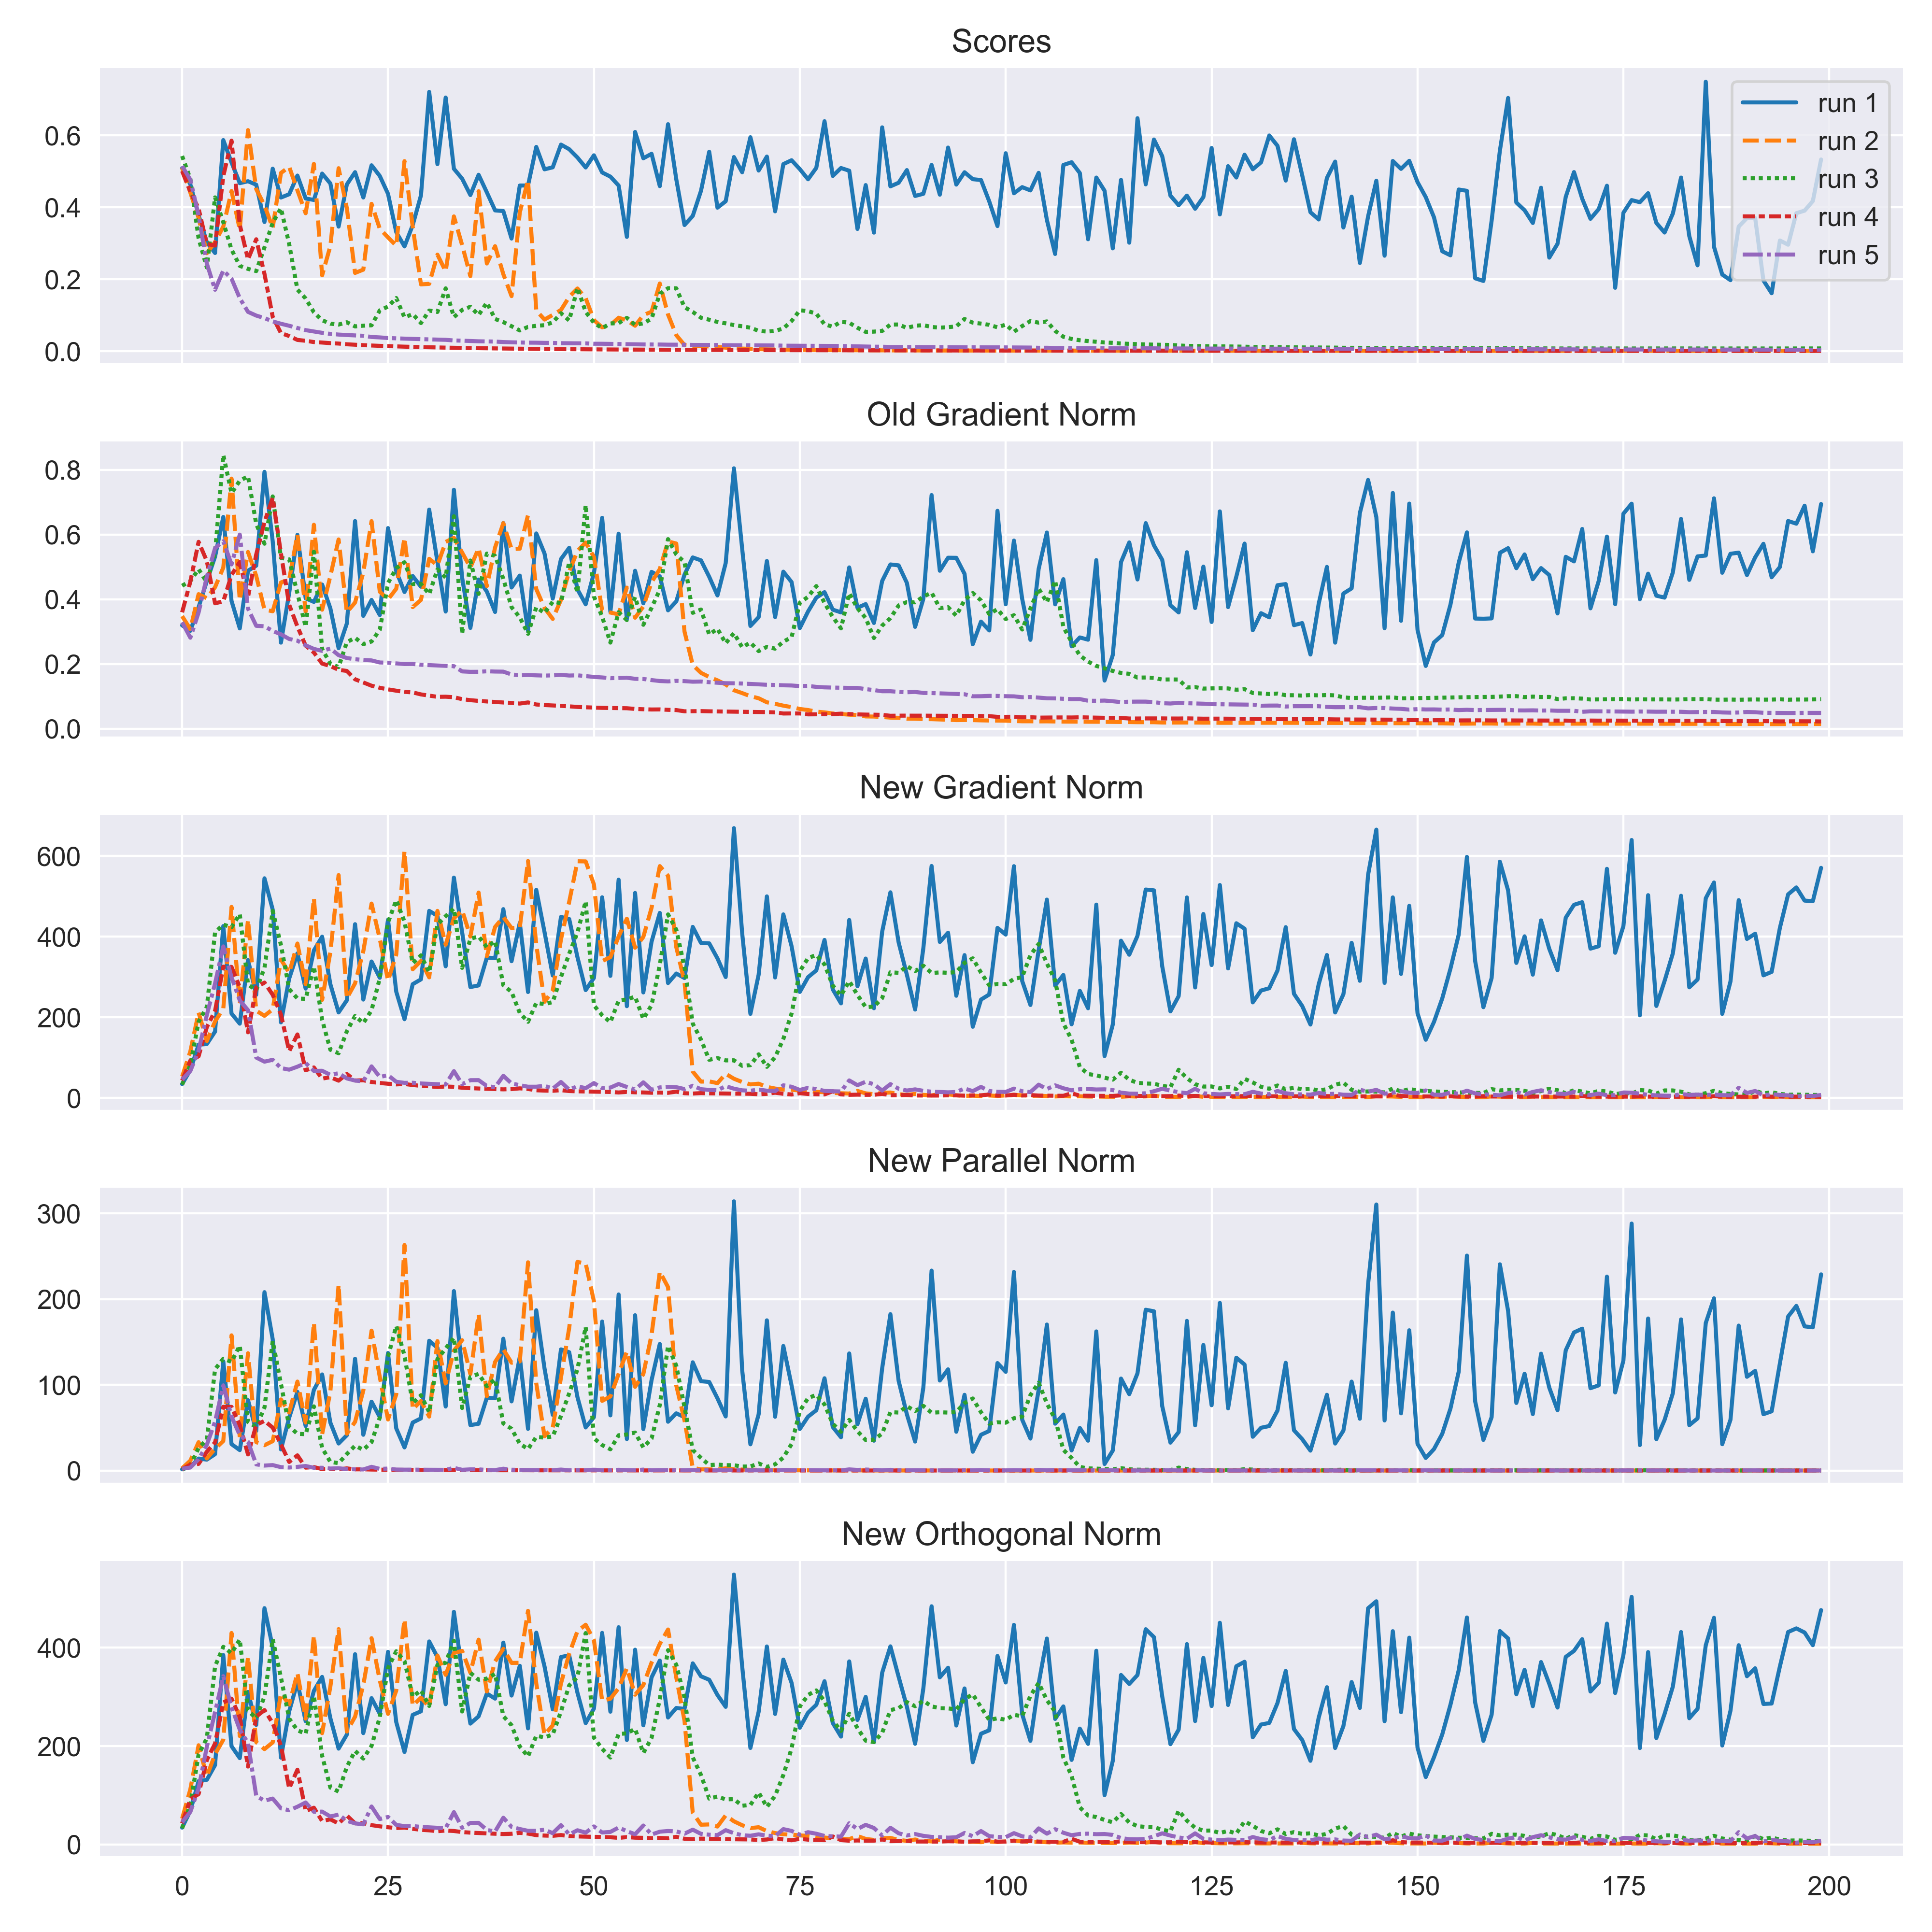 Scores
0.6
0.4
0.2
0.0
run 1
run 2
run 3
run 4
run 5
Old Gradient Norm
0.8
0.6
0.4
0.2
0.0
New Gradient Norm
600
400
200
0
New Parallel Norm
300
200
100
0
New Orthogonal Norm
400
200
0
0 25 50 75 100 125 150 175 200